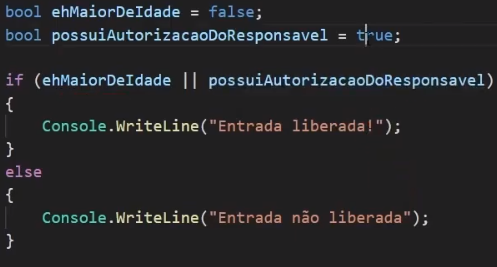 bool ehMaiorDeIdade = false;
bool possuiAutorizacaoDoResponsavel = true;
if (ehMaiorDeIdade || possuiAutorizacaoDoResponsavel)
{
Console.WriteLine("Entrada liberada!");
}
else
{
Console.WriteLine("Entrada não liberada");
}